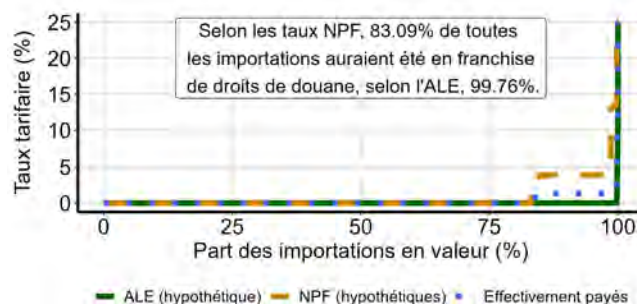 Selon les taux NPF, 83.09% de toutes
les importations auraient été en franchise
de droits de douane, selon l'ALE, 99.76%.
Taux tarifaire (%)
25
20
15
10
5
0
0
25
50
75
100
Part des importations en valeur (%)
ALE (hypothétique)
NPF (hypothétiques)
Effectivement payés